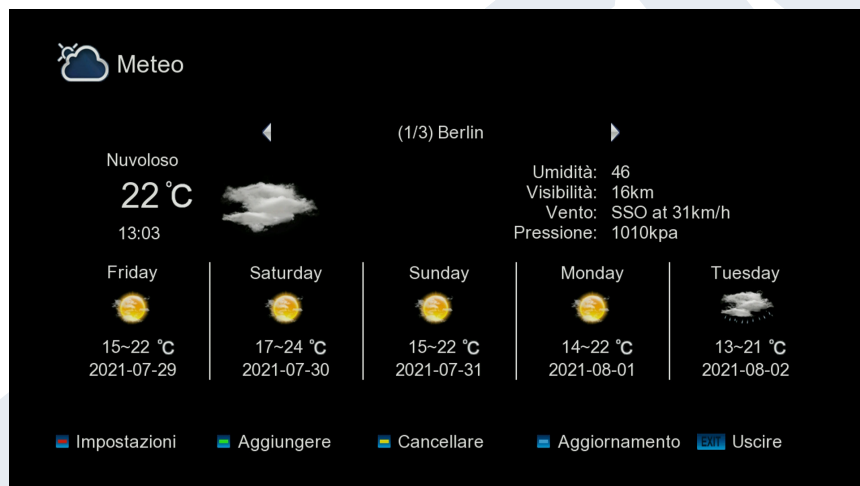 Meteo
(1/3) Berlin
Nuvoloso
22 °C
13:03
Umidità: 46
Visibilità: 16km
Vento: SSO at 31km/h
Pressione: 1010kpa
Friday Saturday Sunday Monday Tuesday
15~22 °C 17~24 °C 15~22 °C 14~22 °C 13~21 °C
2021-07-29 2021-07-30 2021-07-31 2021-08-01 2021-08-02
Impostazioni Aggiungere Cancellare Aggiornamento EXIT Uscire